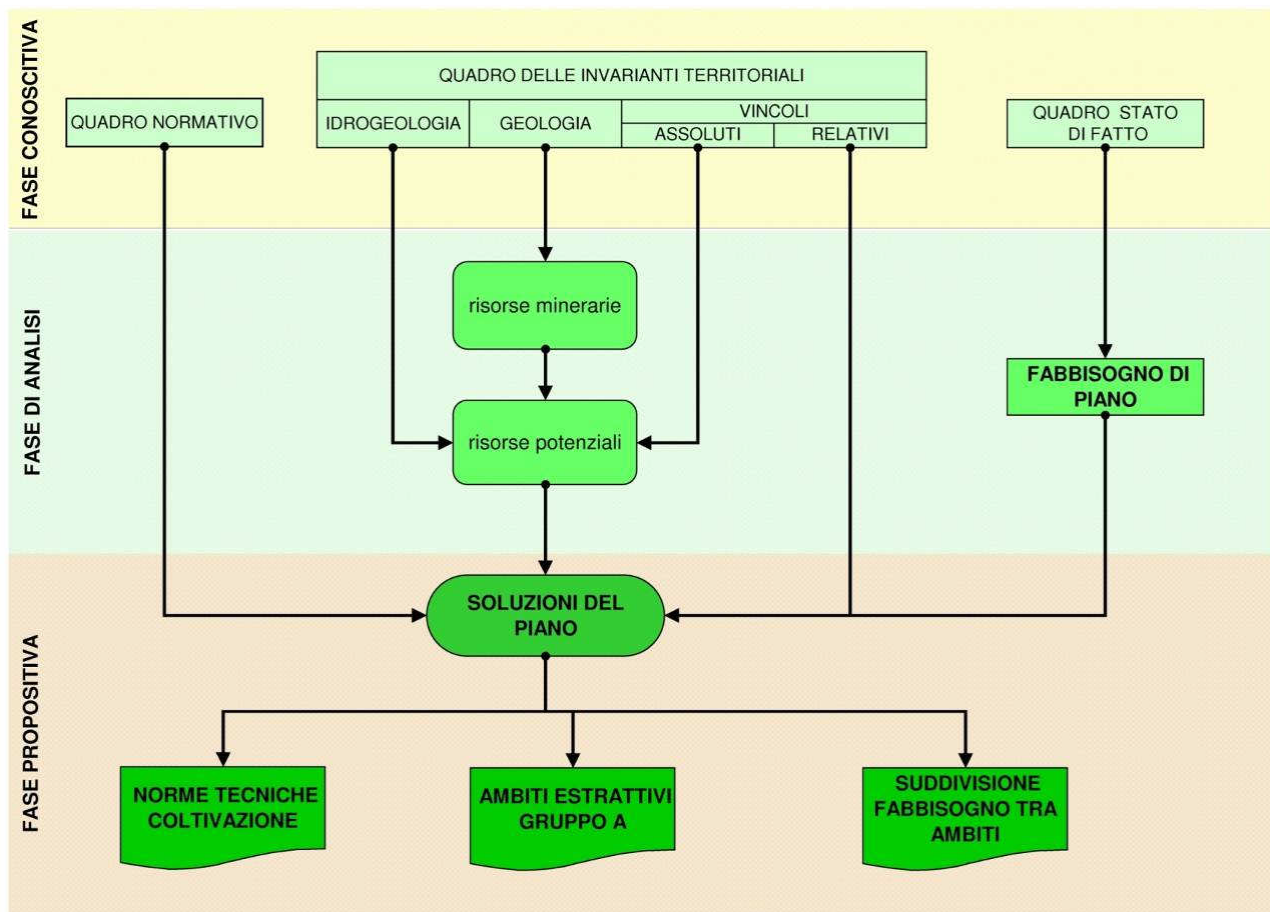 FASE CONOSCITIVA
QUADRO NORMATIVO
QUADRO DELLE INVARIANTI TERRITORIALI
IDROGEOLOGIA
GEOLOGIA
VINCOLI
ASSOLUTI
RELATIVI
QUADRO STATO
DI FATTO
FASE DI ANALISI
risorse minerarie
risorse potenziali
FABBISOGNO DI
PIANO
FASE PROPOSITIVA
SOLUZIONI DEL
PIANO
NORME TECNICHE
COLTIVAZIONE
AMBITI ESTRATTIVI
GRUPPO A
SUDDIVISIONE
FABBISOGNO TRA
AMBITI